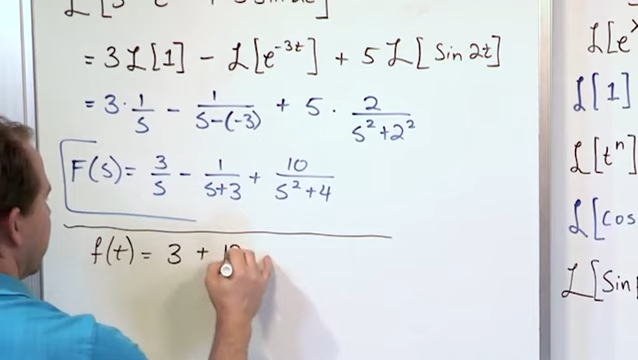 = 3ℒ[1] - ℒ[e^-3t] + 5ℒ[Sin 2t]
= 3·1/s - 1/(s-(-3)) + 5·2/(s²+2²)
F(s) = 3/s - 1/(s+3) + 10/(s²+4)
f(t) = 3 +
ℒ[e
ℒ[1]
ℒ[tⁿ]
ℒ[cos
ℒ[Sin